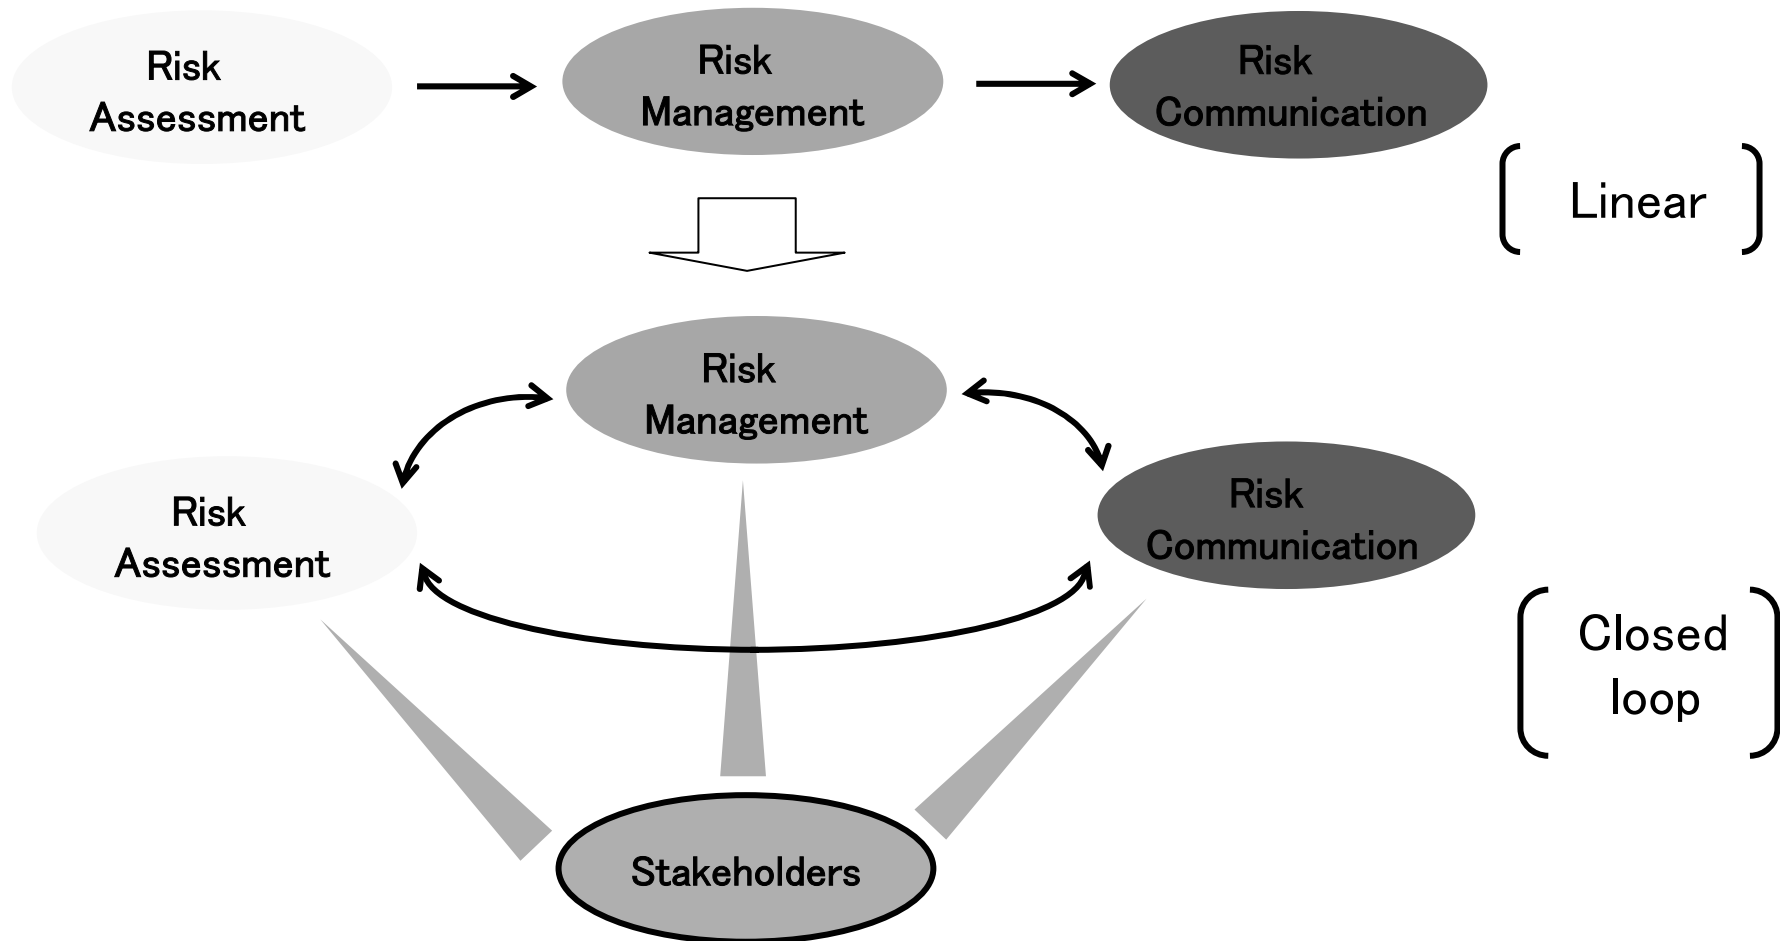 Risk
Assessment
Risk
Management
Risk
Communication
Linear
Risk
Management
Risk
Assessment
Risk
Communication
Closed
loop
Stakeholders